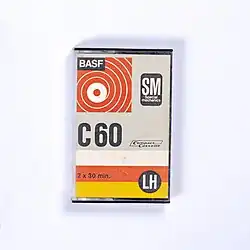 BASF
SM
Special
mechanics
C 60
Compact
Cassette
2 x 30 min.
LH